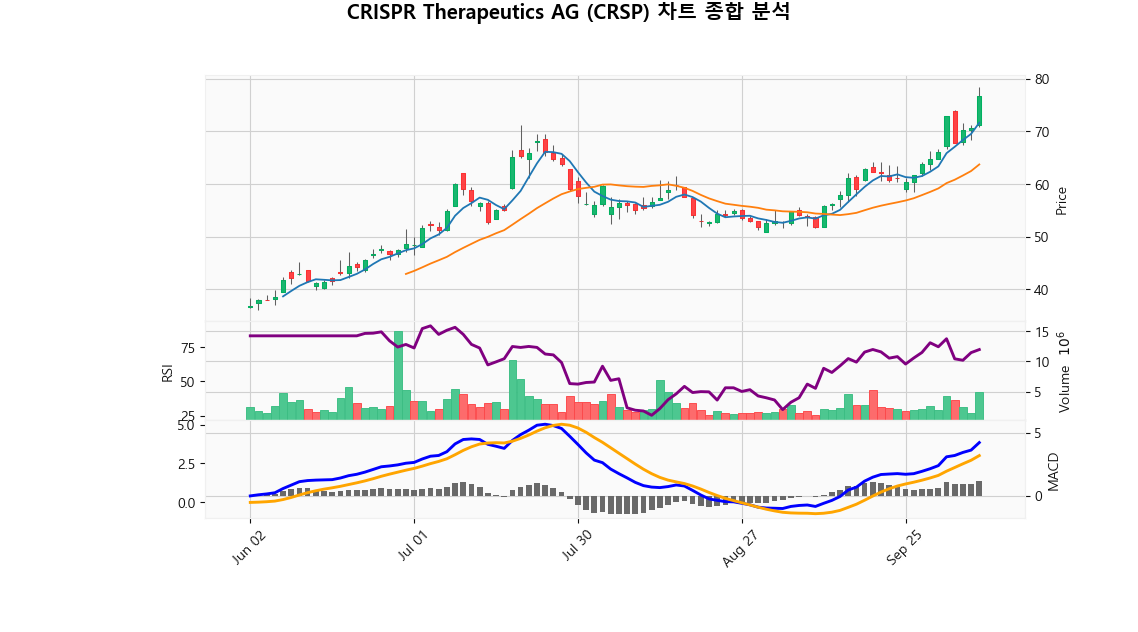 CRISPR Therapeutics AG (CRSP) 차트 종합 분석
80
70
60
50
40
Price
75
50
25
RSI
15
10
5
Volume 10^6
5.0
2.5
0.0
5
0
MACD
Jun 02
Jul 01
Jul 30
Aug 27
Sep 25